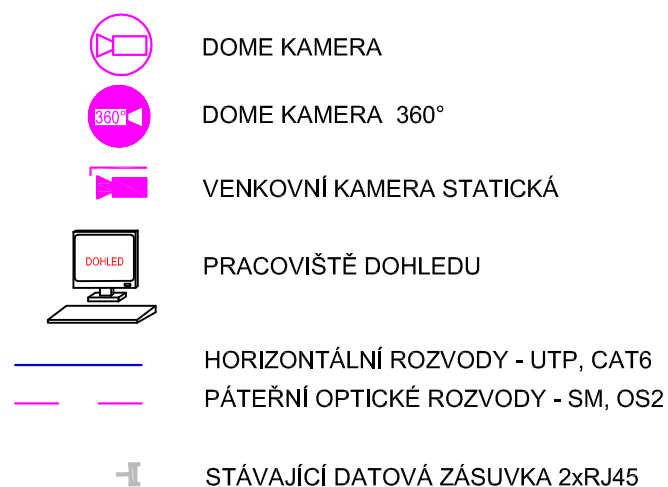 DOME KAMERA
360° DOME KAMERA 360°
VENKOVNÍ KAMERA STATICKÁ
DOHLED PRACOVIŠTĚ DOHLEDU
HORIZONTÁLNÍ ROZVODY - UTP, CAT6
PÁTEŘNÍ OPTICKÉ ROZVODY - SM, OS2
STÁVAJÍCÍ DATOVÁ ZÁSUVKA 2xRJ45